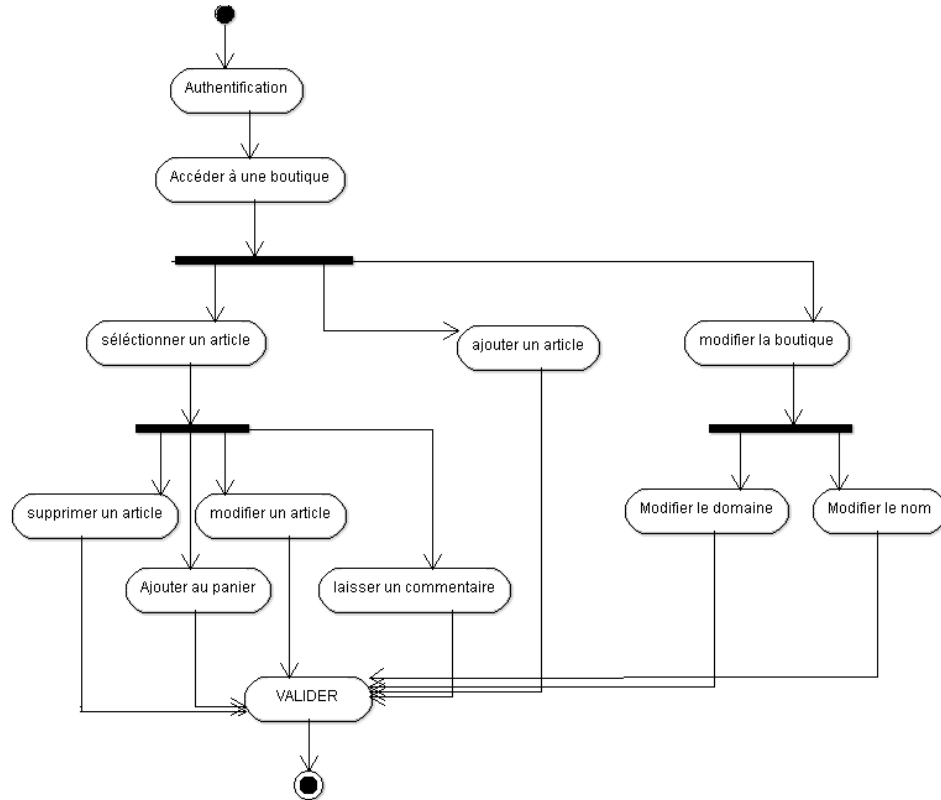 Authentification
Accéder à une boutique
séléctionner un article
ajouter un article
modifier la boutique
supprimer un article
modifier un article
Modifier le domaine
Modifier le nom
Ajouter au panier
laisser un commentaire
VALIDER